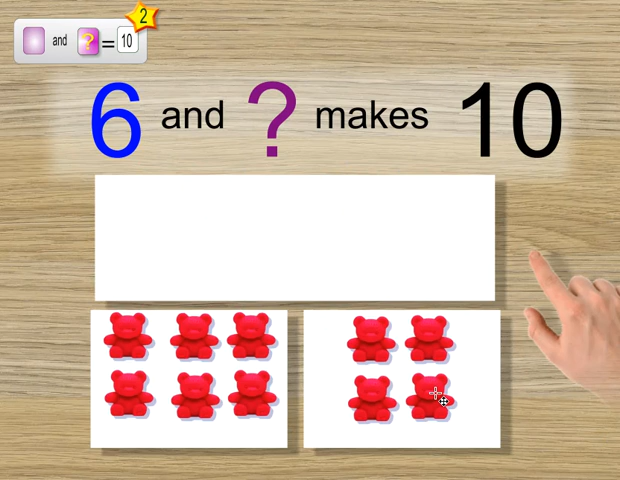 2
and ? = 10
6 and ? makes 10